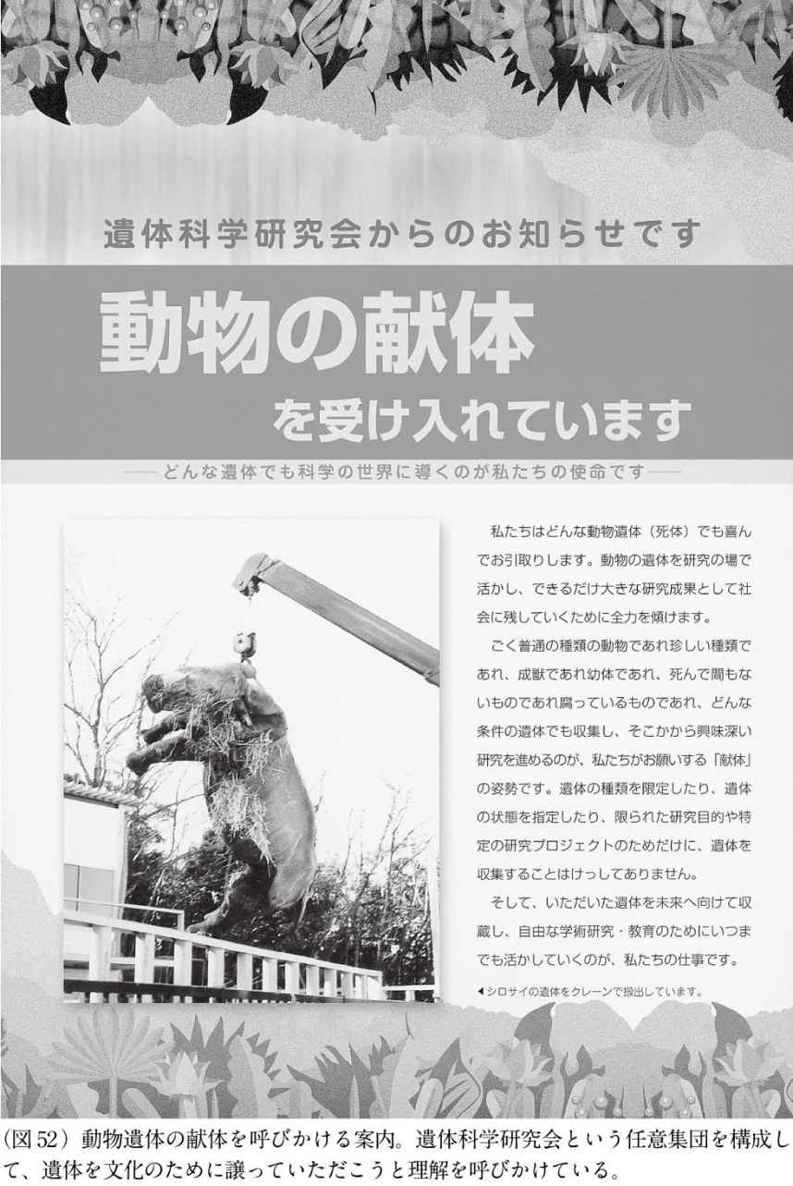 遺体科学研究会からのお知らせです
動物の献体
を受け入れています
どんな遺体でも科学の世界に導くのが私たちの使命です
私たちはどんな動物遺体（死体）でも喜ん
でお引取りします。動物の遺体を研究の場で
活かし、できるだけ大きな研究成果として社
会に残していくために全力を傾けます。
ごく普通の種類の動物であれ珍しい種類で
あれ、成獣であれ幼体であれ、死んで間もな
いものであれ腐っているものであれ、どんな
条件の遺体でも収集し、そこかから興味深い
研究を進めるのが、私たちがお願いする「献体」
の姿勢です。遺体の種類を限定したり、遺体
の状態を指定したり、限られた研究目的や特
定の研究プロジェクトのためだけに、遺体を
収集することはけっしてありません。
そして、いただいた遺体を未来へ向けて収
蔵し、自由な学術研究・教育のためにいつま
でも活かしていくのが、私たちの仕事です。
◀シロサイの遺体をクレーンで搬出しています。
（図52）動物遺体の献体を呼びかける案内。遺体科学研究会という任意集団を構成し
て、遺体を文化のために譲っていただこうと理解を呼びかけている。